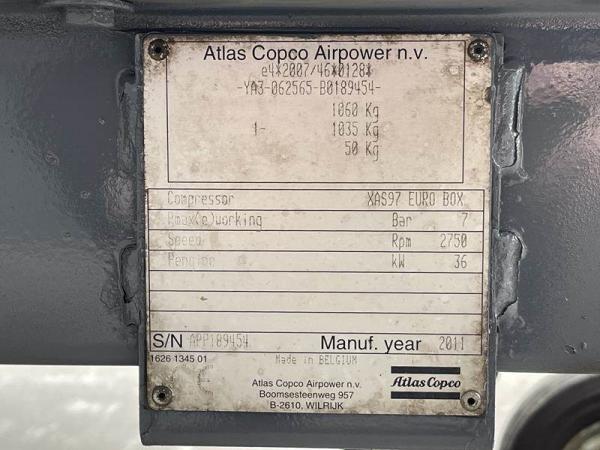 Atlas Copco Airpower n.v.
e4*2007/46*0128*
-YA3-062565-B0189454-
1060 Kg
1- 1035 Kg
50 Kg
Compressor XAS97 EURO BOX
Pmax(e)working Bar 7
Speed Rpm 2750
Pengine kW 36
S/N APP189454 Manuf. year 2011
1626 1345 01 Made in BELGIUM
CE
Atlas Copco Airpower n.v.
Boomsesteenweg 957
B-2610, WILRIJK
Atlas Copco